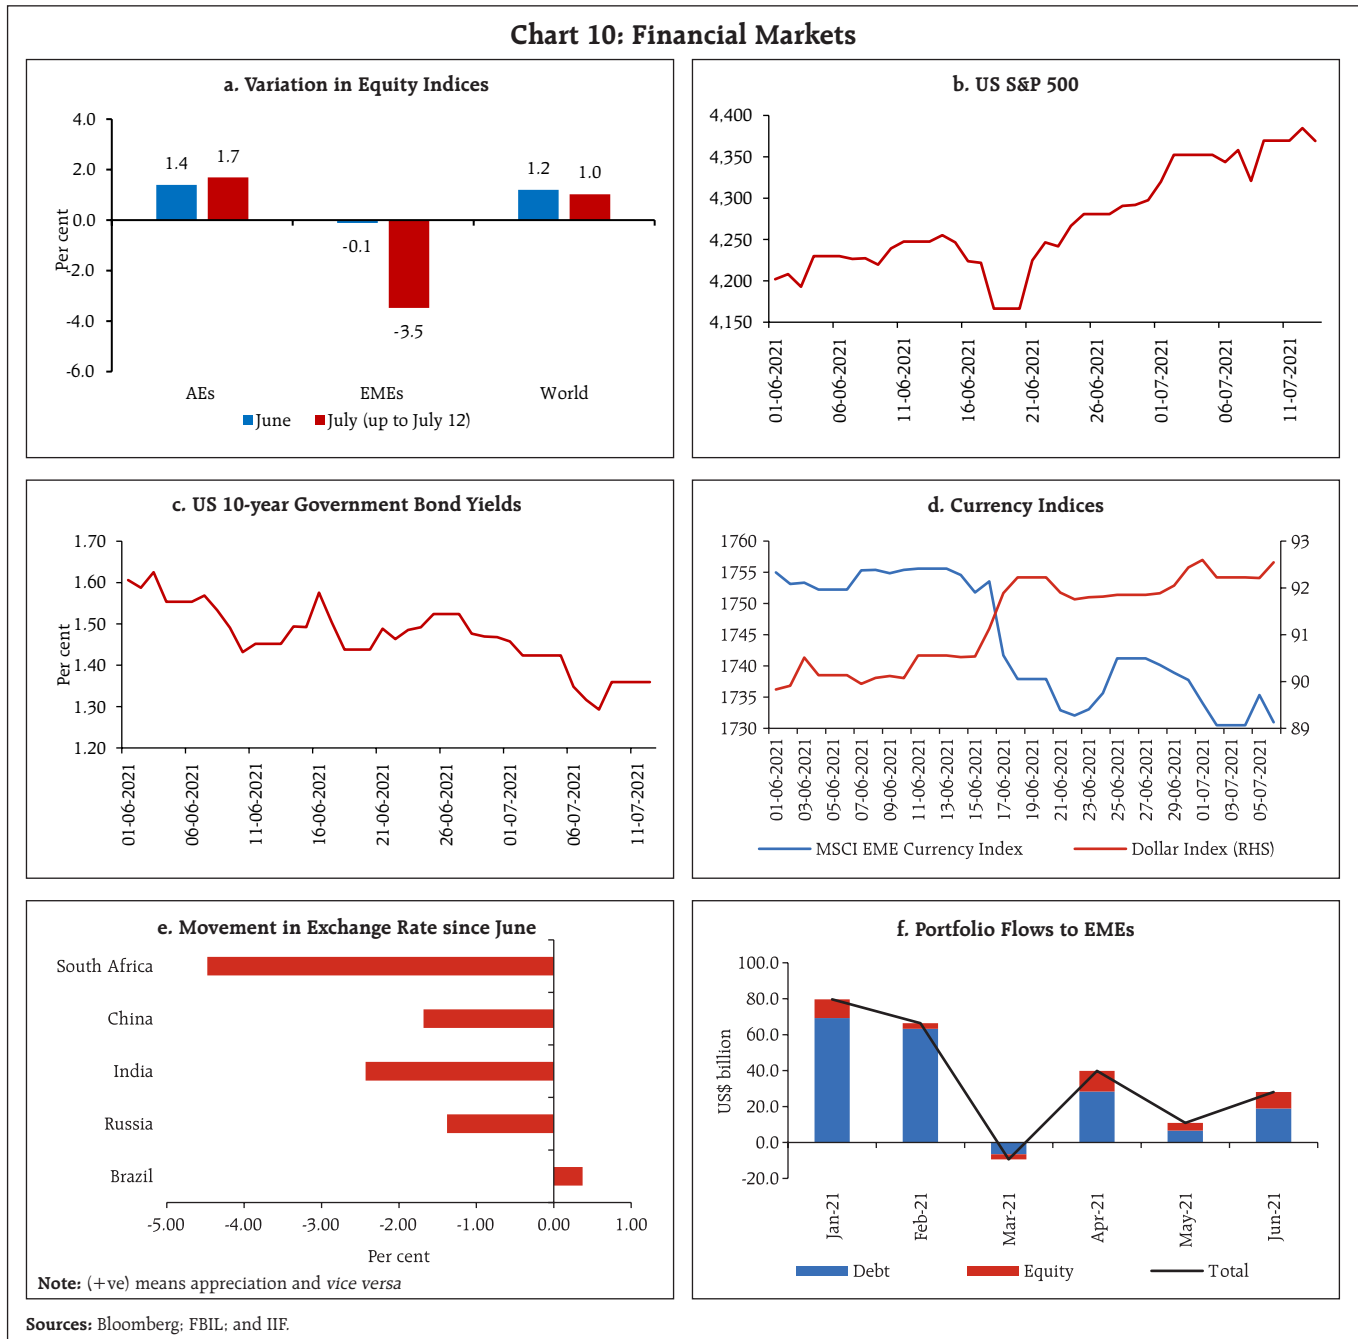 Chart 10: Financial Markets
a. Variation in Equity Indices
4.0
2.0
0.0
-2.0
-4.0
-6.0
Per cent
1.4
1.7
-0.1
-3.5
1.2
1.0
AEs
EMEs
World
June
July (up to July 12)
b. US S&P 500
4,400
4,350
4,300
4,250
4,200
4,150
01-06-2021
06-06-2021
11-06-2021
16-06-2021
21-06-2021
26-06-2021
01-07-2021
06-07-2021
11-07-2021
c. US 10-year Government Bond Yields
1.70
1.60
1.50
1.40
1.30
1.20
Per cent
01-06-2021
06-06-2021
11-06-2021
16-06-2021
21-06-2021
26-06-2021
01-07-2021
06-07-2021
11-07-2021
d. Currency Indices
1760
1755
1750
1745
1740
1735
1730
93
92
91
90
89
01-06-2021
03-06-2021
05-06-2021
07-06-2021
09-06-2021
11-06-2021
13-06-2021
15-06-2021
17-06-2021
19-06-2021
21-06-2021
23-06-2021
25-06-2021
27-06-2021
29-06-2021
01-07-2021
03-07-2021
05-07-2021
MSCI EME Currency Index
Dollar Index (RHS)
e. Movement in Exchange Rate since June
South Africa
China
India
Russia
Brazil
-5.00
-4.00
-3.00
-2.00
-1.00
0.00
1.00
Per cent
Note: (+ve) means appreciation and vice versa
f. Portfolio Flows to EMEs
100.0
80.0
60.0
40.0
20.0
0.0
-20.0
US$ billion
Jan-21
Feb-21
Mar-21
Apr-21
May-21
Jun-21
Debt
Equity
Total
Sources: Bloomberg; FBIL; and IIF.